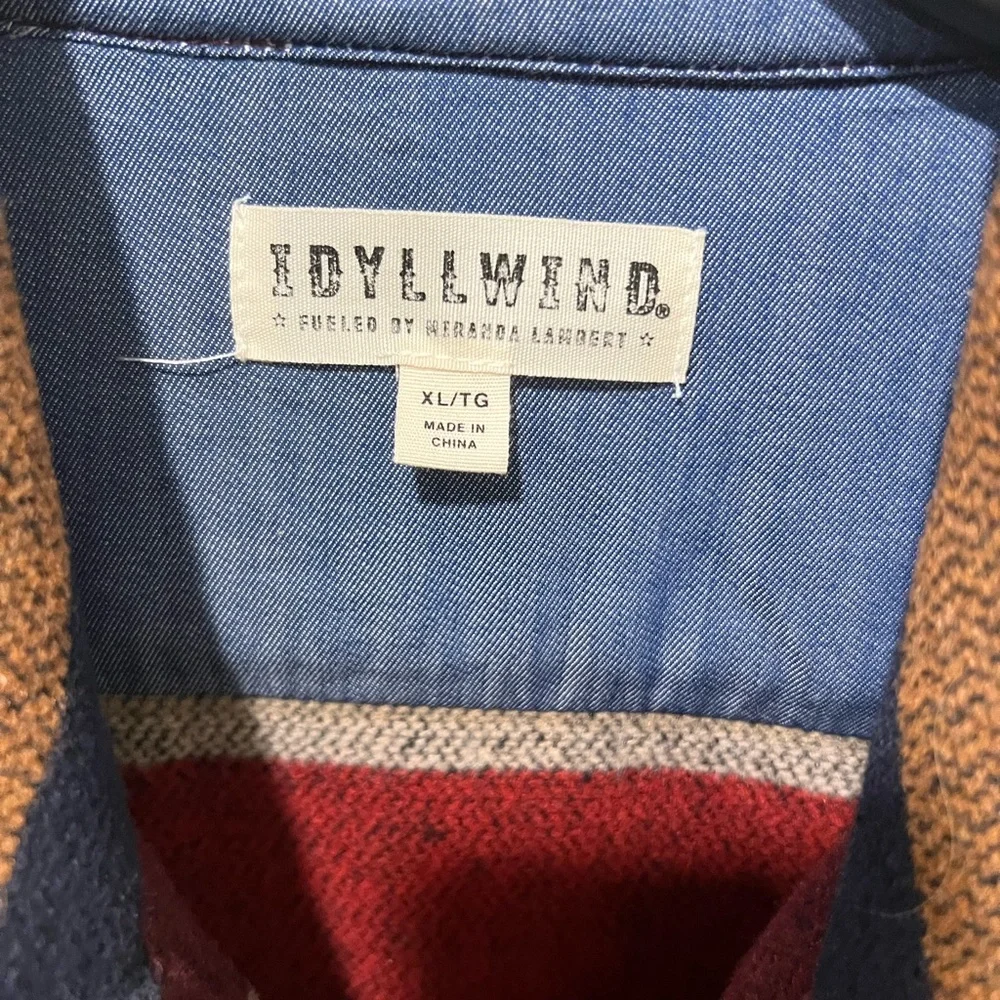 IDYLLWIND®
☆ FUELED BY MIRANDA LAMBERT ☆
XL/TG
MADE IN
CHINA